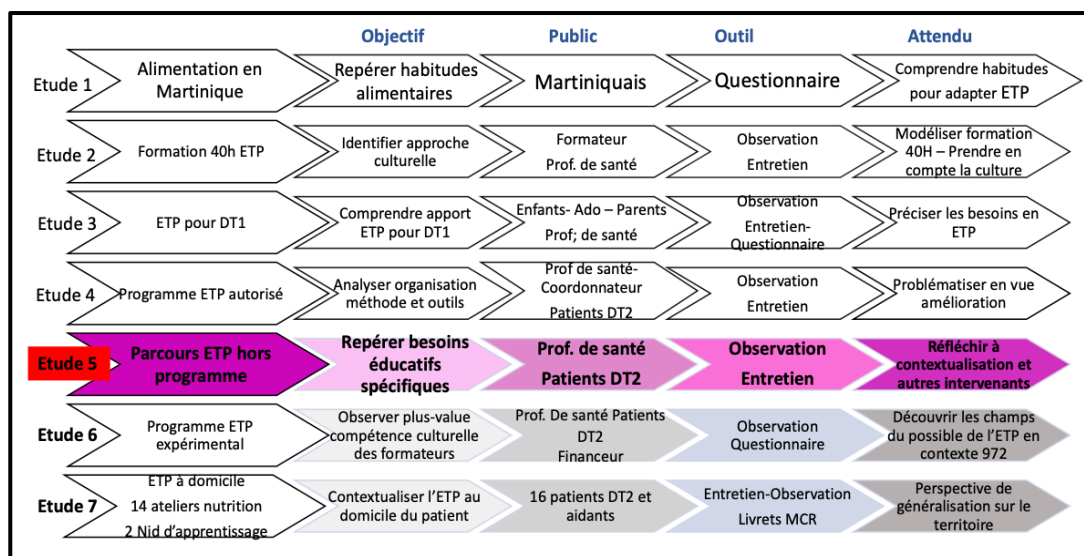 Objectif Public Outil Attendu
Etude 1
Alimentation en
Martinique
Repérer habitudes
alimentaires
Martiniquais
Questionnaire
Comprendre habitudes
pour adapter ETP
Etude 2
Formation 40h ETP
Identifier approche
culturelle
Formateur
Prof. de santé
Observation
Entretien
Modéliser formation
40H – Prendre en
compte la culture
Etude 3
ETP pour DT1
Comprendre apport
ETP pour DT1
Enfants- Ado – Parents
Prof; de santé
Observation
Entretien-
Questionnaire
Préciser les besoins en
ETP
Etude 4
Programme ETP autorisé
Analyser organisation
méthode et outils
Prof de santé-
Coordonnateur
Patients DT2
Observation
Entretien
Problématiser en vue
amélioration
Etude 5
Parcours ETP hors
programme
Repérer besoins
éducatifs
spécifiques
Prof. de santé
Patients DT2
Observation
Entretien
Réfléchir à
contextualisation et
autres intervenants
Etude 6
Programme ETP
expérimental
Observer plus-value
compétence culturelle
des formateurs
Prof. De santé Patients
DT2
Financeur
Observation
Questionnaire
Découvrir les champs
du possible de l’ETP en
contexte 972
Etude 7
ETP à domicile
14 ateliers nutrition
2 Nid d’apprentissage
Contextualiser l’ETP au
domicile du patient
16 patients DT2 et
aidants
Entretien-Observation
Livrets MCR
Perspective de
généralisation sur le
territoire